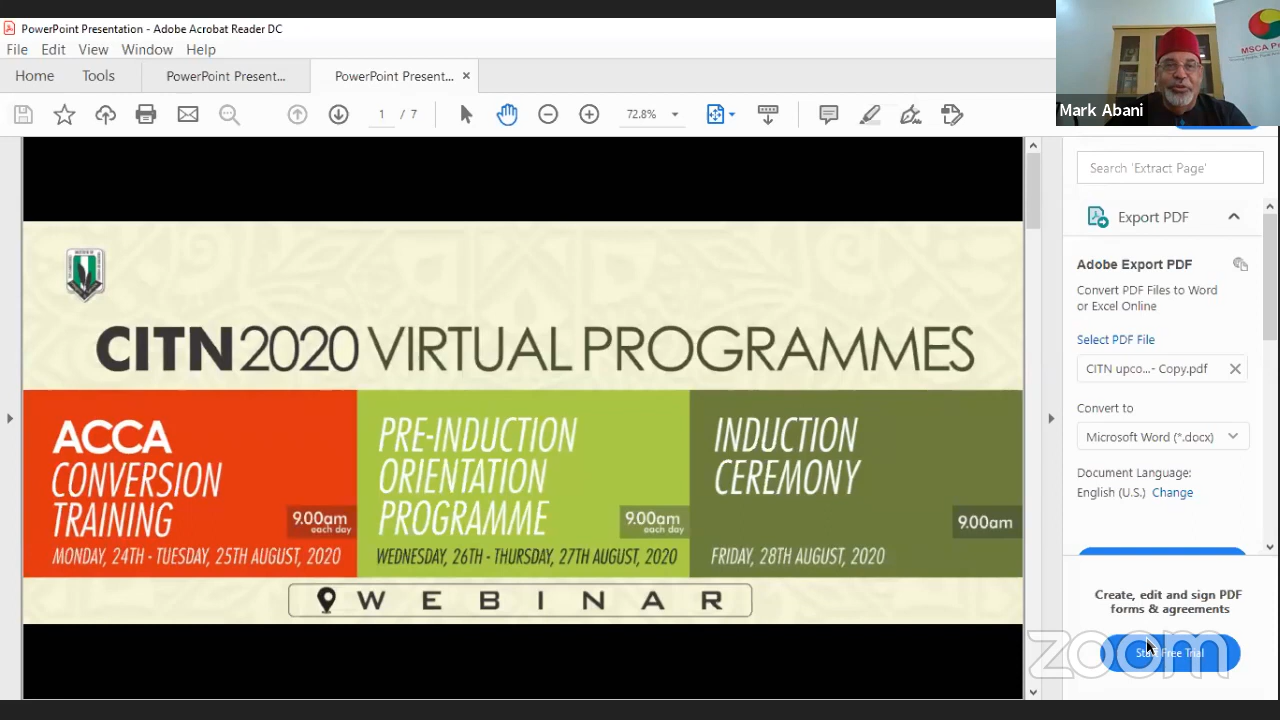 PowerPoint Presentation - Adobe Acrobat Reader DC
File Edit View Window Help
Home Tools PowerPoint Present... PowerPoint Present...
1 / 7 72.8%
MSCA
Mark Abani
Search 'Extract Page'
Export PDF
Adobe Export PDF
Convert PDF Files to Word
or Excel Online
Select PDF File
CITN upco...- Copy.pdf
Convert to
Microsoft Word (*.docx)
Document Language:
English (U.S.) Change
Create, edit and sign PDF
forms & agreements
Start Free Trial
zoom
CITN 2020 VIRTUAL PROGRAMMES
ACCA
CONVERSION
TRAINING
9.00am
each day
MONDAY, 24TH - TUESDAY, 25TH AUGUST, 2020
PRE-INDUCTION
ORIENTATION
PROGRAMME
9.00am
each day
WEDNESDAY, 26TH - THURSDAY, 27TH AUGUST, 2020
INDUCTION
CEREMONY
9.00am
FRIDAY, 28TH AUGUST, 2020
WEBINAR